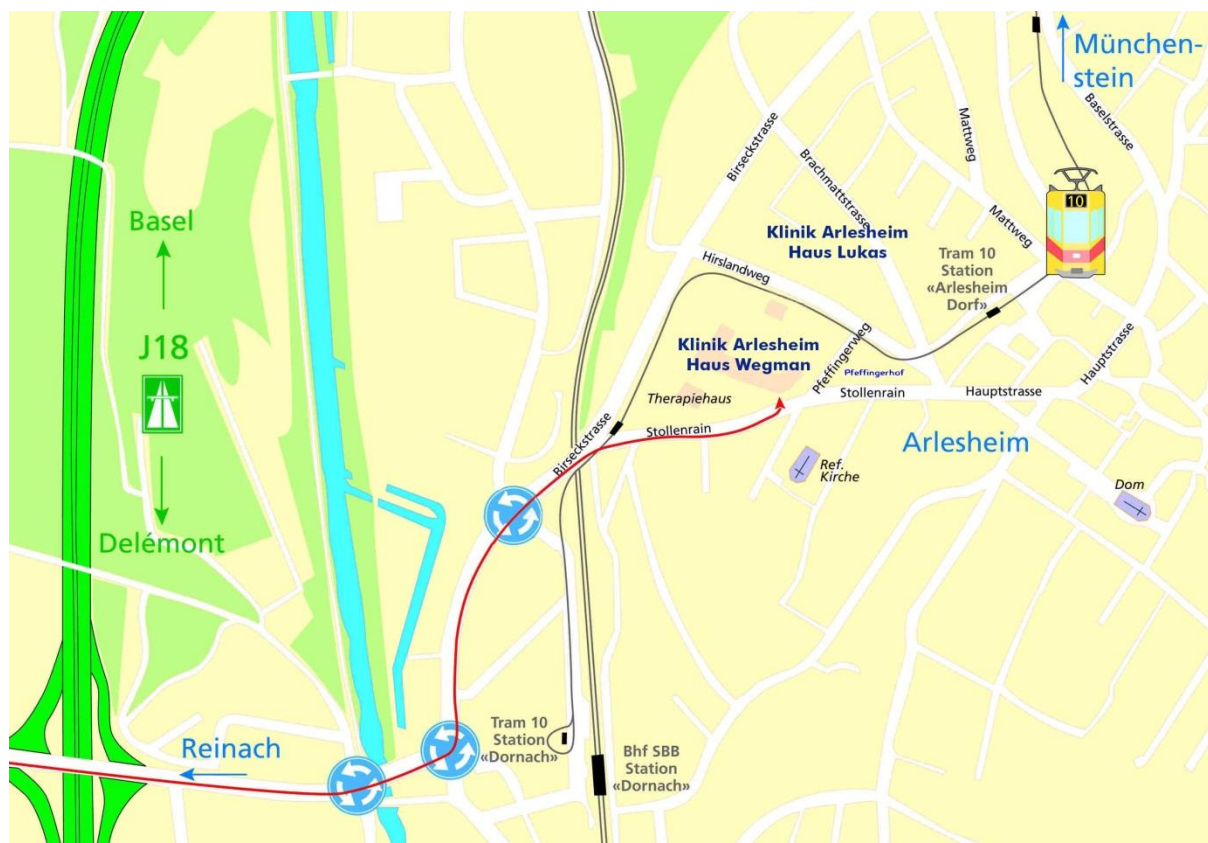 München-
stein
Baselstrasse
Mattweg
Birseckstrasse
Brachmattstrasse
10
Basel
Mattweg
Klinik Arlesheim
Haus Lukas
Hirslandweg
Tram 10
Station
«Arlesheim
Dorf»
J18
Klinik Arlesheim
Haus Wegman
Pfeffingerweg
Hauptstrasse
Pfeffingerhof
Therapiehaus
Stollenrain
Hauptstrasse
Stollenrain
Birseckstrasse
Arlesheim
Ref.
Kirche
Dom
Delémont
Reinach
Tram 10
Station
«Dornach»
Bhf SBB
Station
«Dornach»